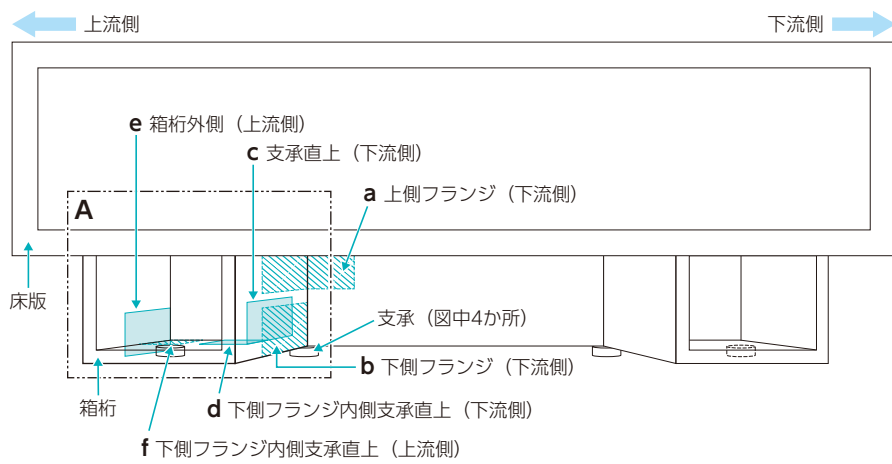 上流側
下流側
e 箱桁外側（上流側）
c 支承直上（下流側）
a 上側フランジ（下流側）
A
床版
支承（図中4か所）
b 下側フランジ（下流側）
箱桁
d 下側フランジ内側支承直上（下流側）
f 下側フランジ内側支承直上（上流側）